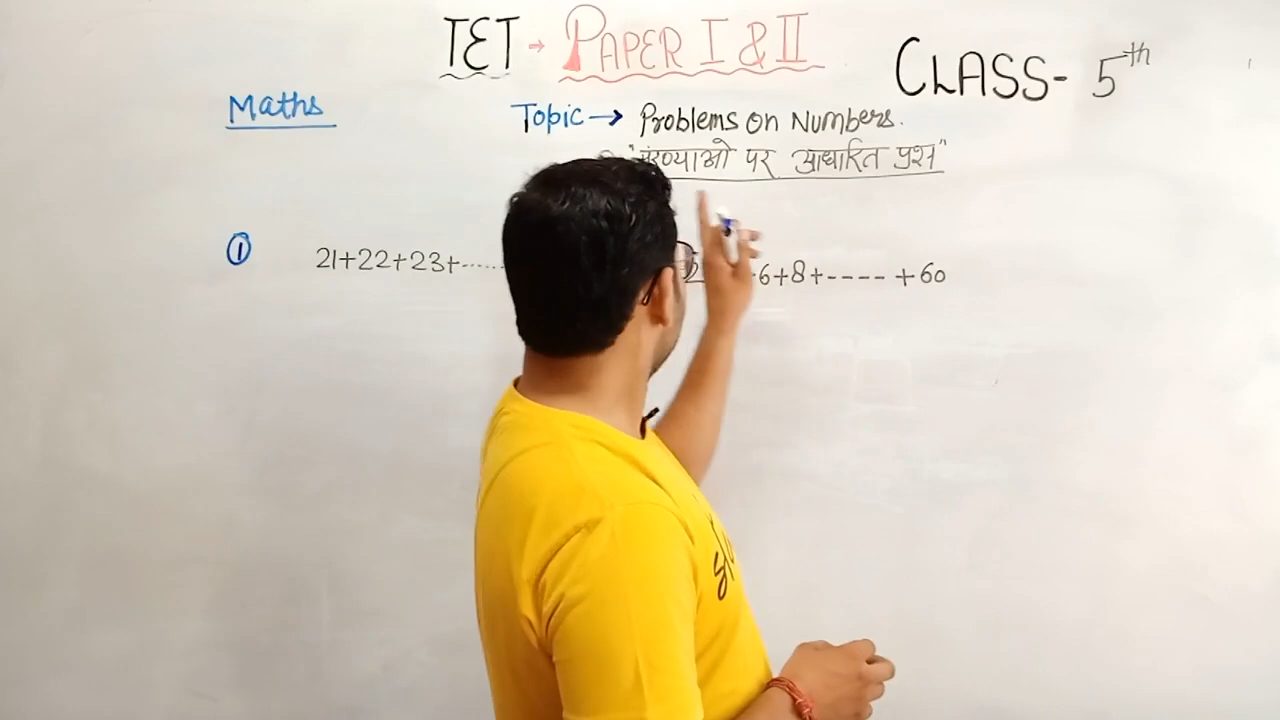 TET → PAPER I & II
CLASS- 5th
Maths
Topic → Problems on Numbers.
"संख्याओ पर आधारित प्रश्न"
① 21+22+23+...... 6+8+---- +60